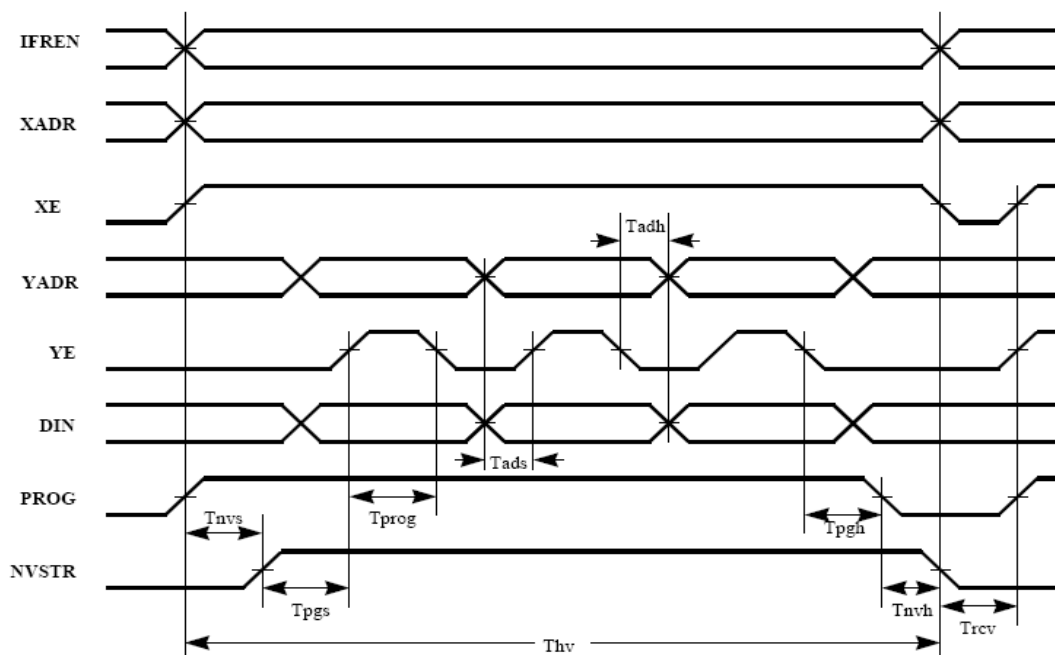 IFREN
XADR
XE
Tadh
YADR
YE
DIN
Tads
PROG
Tnvs
Tprog
Tpgh
NVSTR
Tpgs
Tnvh
Trcv
Thv